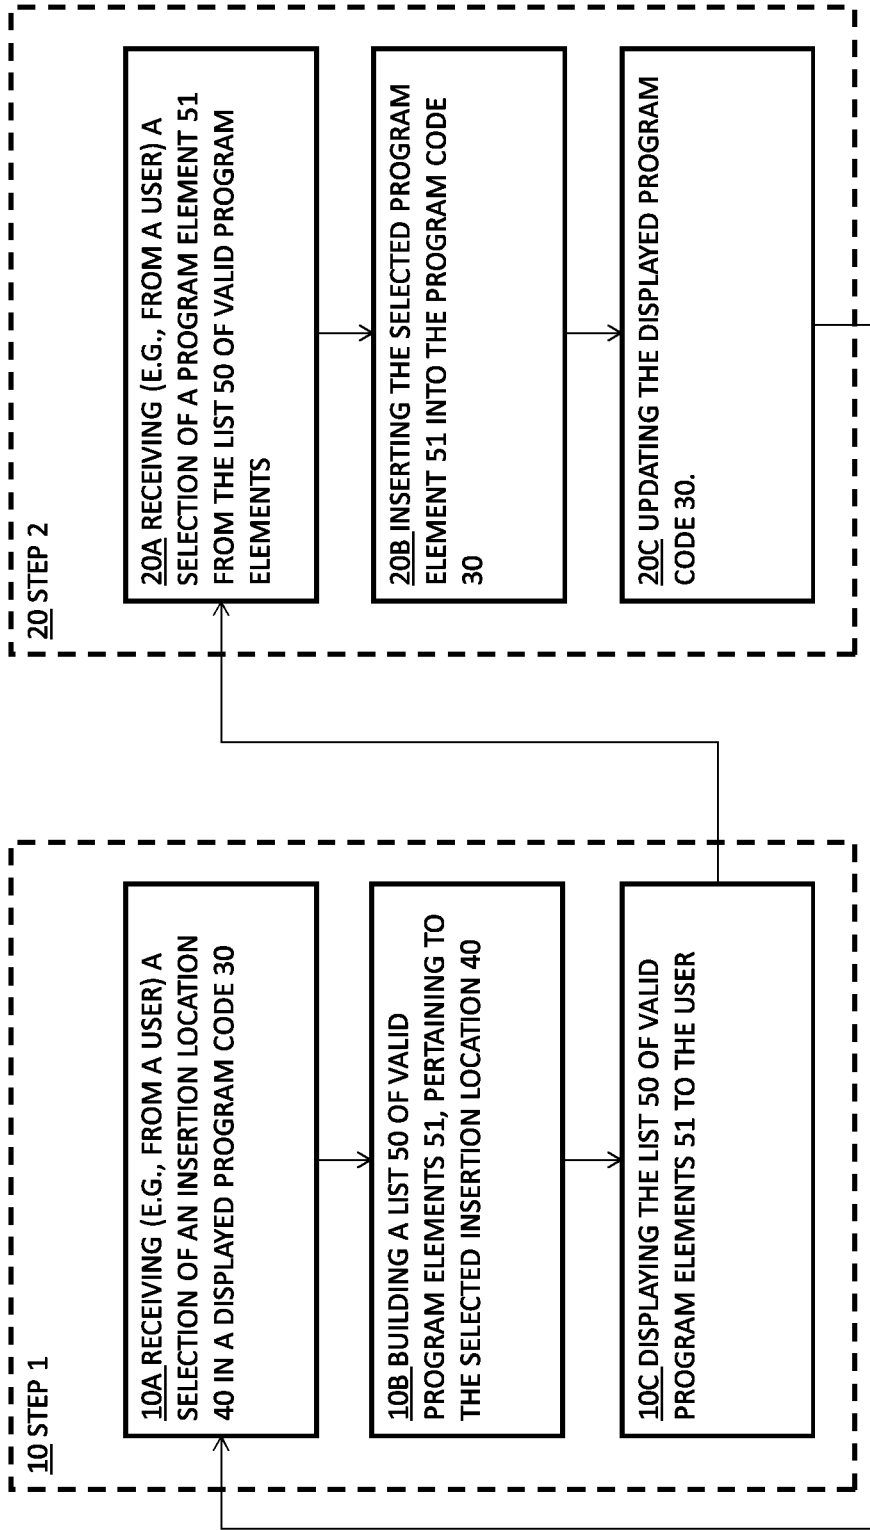 10 STEP 1
10A RECEIVING (E.G., FROM A USER) A
SELECTION OF AN INSERTION LOCATION
40 IN A DISPLAYED PROGRAM CODE 30
10B BUILDING A LIST 50 OF VALID
PROGRAM ELEMENTS 51, PERTAINING TO
THE SELECTED INSERTION LOCATION 40
10C DISPLAYING THE LIST 50 OF VALID
PROGRAM ELEMENTS 51 TO THE USER
20 STEP 2
20A RECEIVING (E.G., FROM A USER) A
SELECTION OF A PROGRAM ELEMENT 51
FROM THE LIST 50 OF VALID PROGRAM
ELEMENTS
20B INSERTING THE SELECTED PROGRAM
ELEMENT 51 INTO THE PROGRAM CODE
30
20C UPDATING THE DISPLAYED PROGRAM
CODE 30.